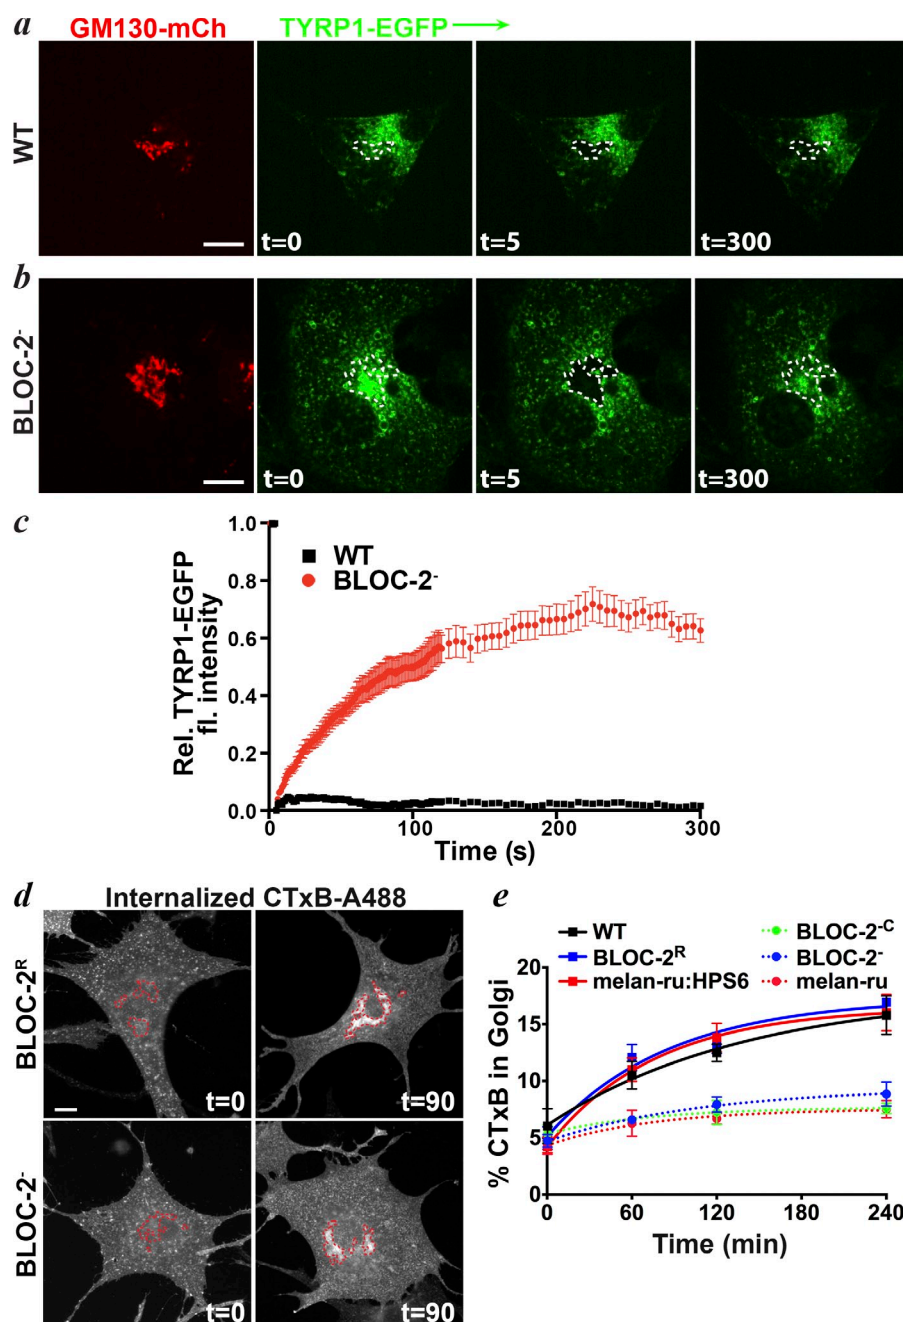 a GM130-mCh TYRP1-EGFP
WT
t=0 t=5 t=300
b
BLOC-2⁻
t=0 t=5 t=300
c
Rel. TYRP1-EGFP
fl. intensity
1.0
0.8
0.6
0.4
0.2
0.0
WT
BLOC-2⁻
0 100 200 300
Time (s)
d Internalized CTxB-A488
BLOC-2ᴿ
t=0 t=90
BLOC-2⁻
t=0 t=90
e
WT BLOC-2⁻ᶜ
BLOC-2ᴿ BLOC-2⁻
melan-ru:HPS6 melan-ru
% CTxB in Golgi
20
15
10
5
0
0 60 120 240
Time (min)